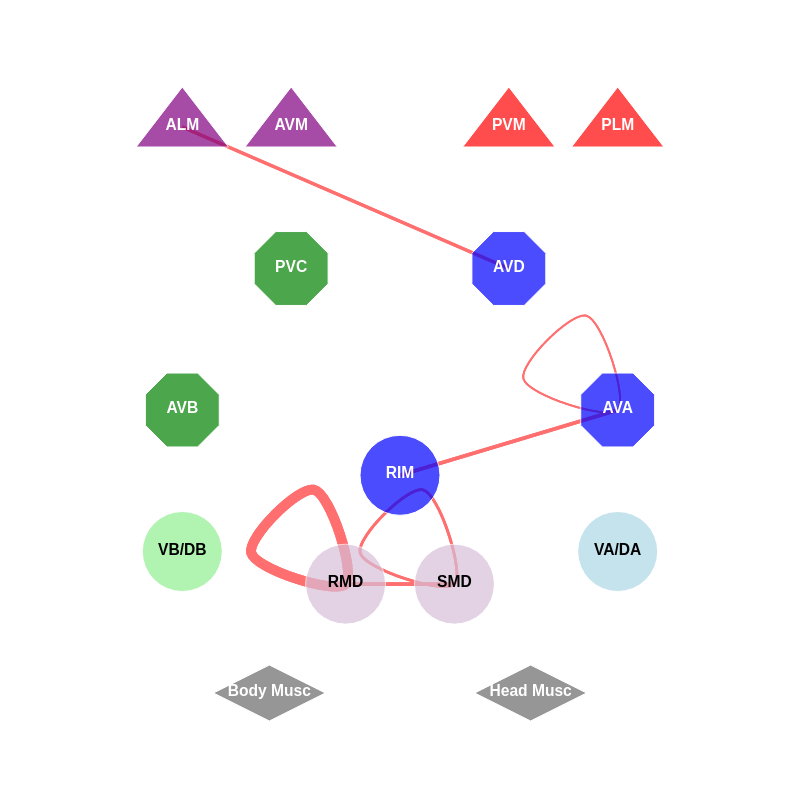 ALM
AVM
PVM
PLM
PVC
AVD
AVB
AVA
RIM
VB/DB
VA/DA
RMD
SMD
Body Musc
Head Musc